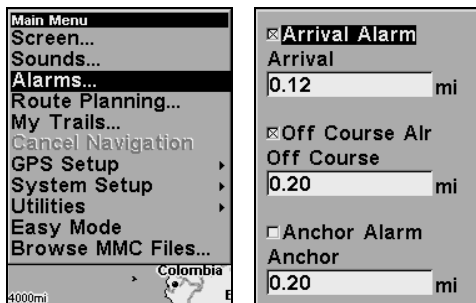 Main Menu
Screen...
Sounds...
Alarms...
Route Planning...
My Trails...
Cancel Navigation
GPS Setup
System Setup
Utilities
Easy Mode
Browse MMC Files...
Colombia
4000mi
E
Arrival Alarm
Arrival
0.12 mi
Off Course Alr
Off Course
0.20 mi
Anchor Alarm
Anchor
0.20 mi